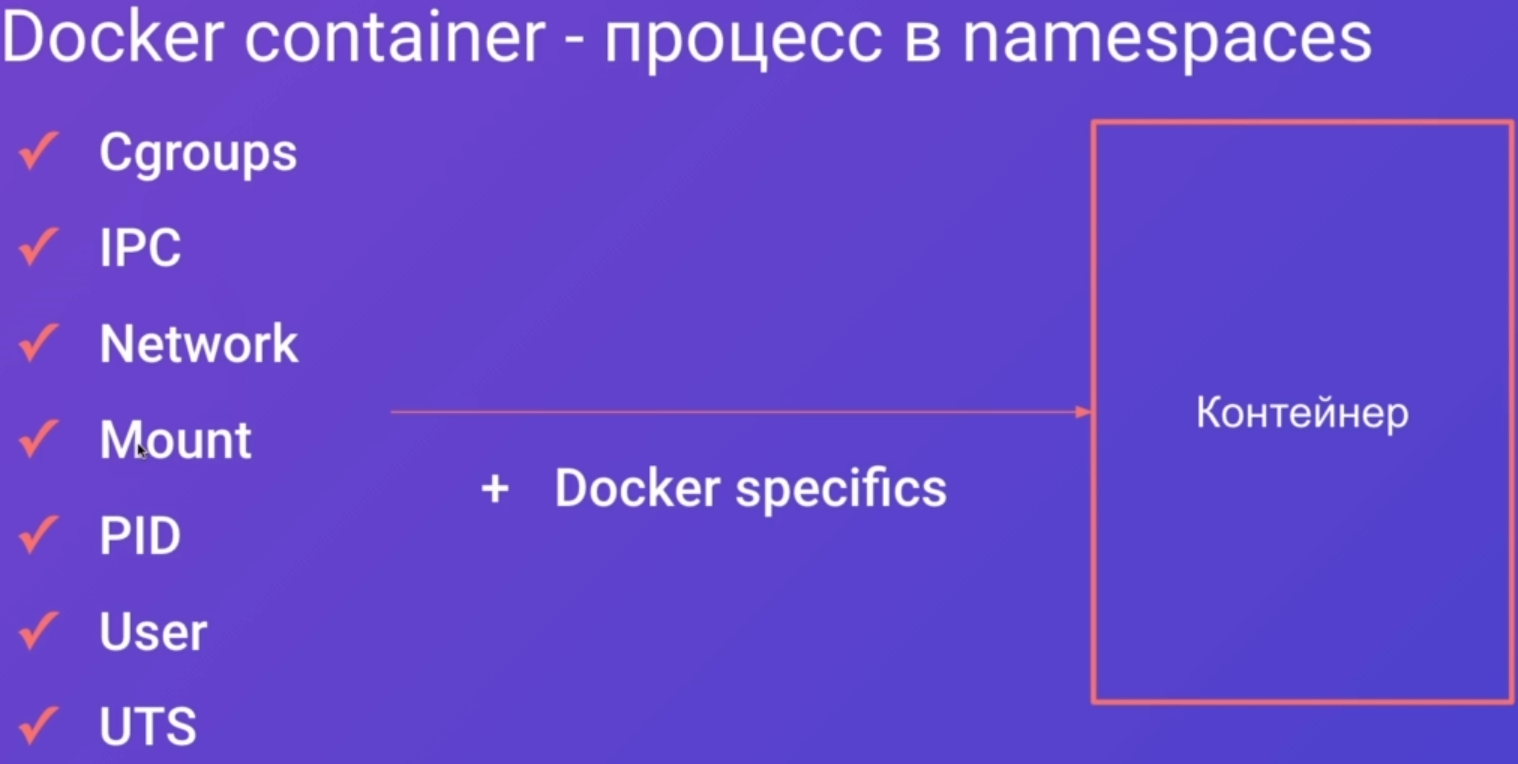 Docker container - процесс в namespaces
✓ Cgroups
✓ IPC
✓ Network
✓ Mount
✓ PID
✓ User
✓ UTS
+ Docker specifics
Контейнер